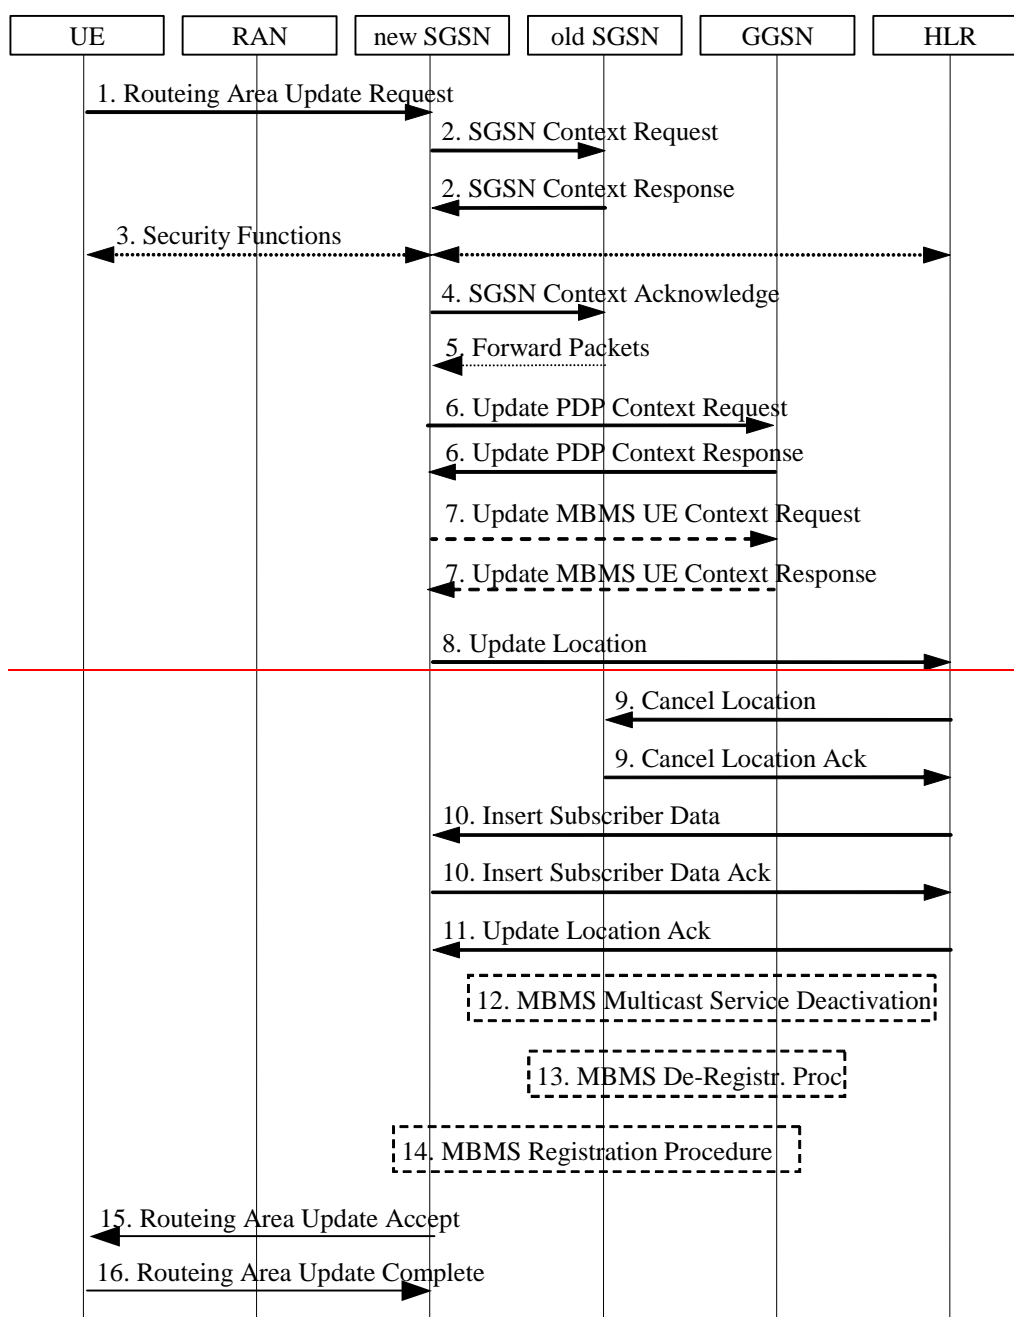 UE RAN new SGSN old SGSN GGSN HLR
1. Routeing Area Update Request
2. SGSN Context Request
2. SGSN Context Response
3. Security Functions
4. SGSN Context Acknowledge
5. Forward Packets
6. Update PDP Context Request
6. Update PDP Context Response
7. Update MBMS UE Context Request
7. Update MBMS UE Context Response
8. Update Location
9. Cancel Location
9. Cancel Location Ack
10. Insert Subscriber Data
10. Insert Subscriber Data Ack
11. Update Location Ack
12. MBMS Multicast Service Deactivation
13. MBMS De-Registr. Proc
14. MBMS Registration Procedure
15. Routeing Area Update Accept
16. Routeing Area Update Complete